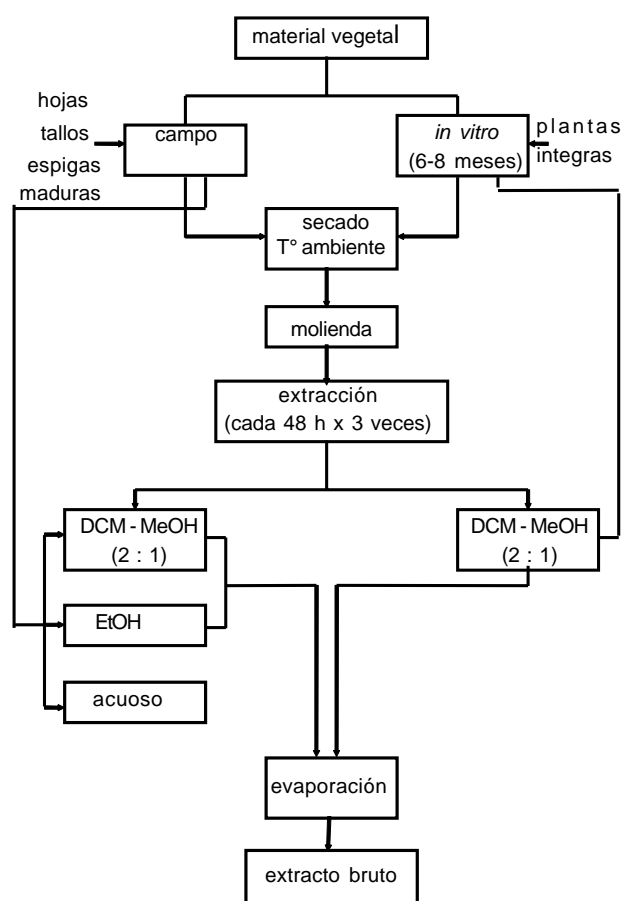 material vegetal
hojas
tallos
espigas
maduras
campo
in vitro
(6-8 meses)
plantas
integras
secado
T° ambiente
molienda
extracción
(cada 48 h x 3 veces)
DCM - MeOH
(2 : 1)
DCM - MeOH
(2 : 1)
EtOH
acuoso
evaporación
extracto bruto